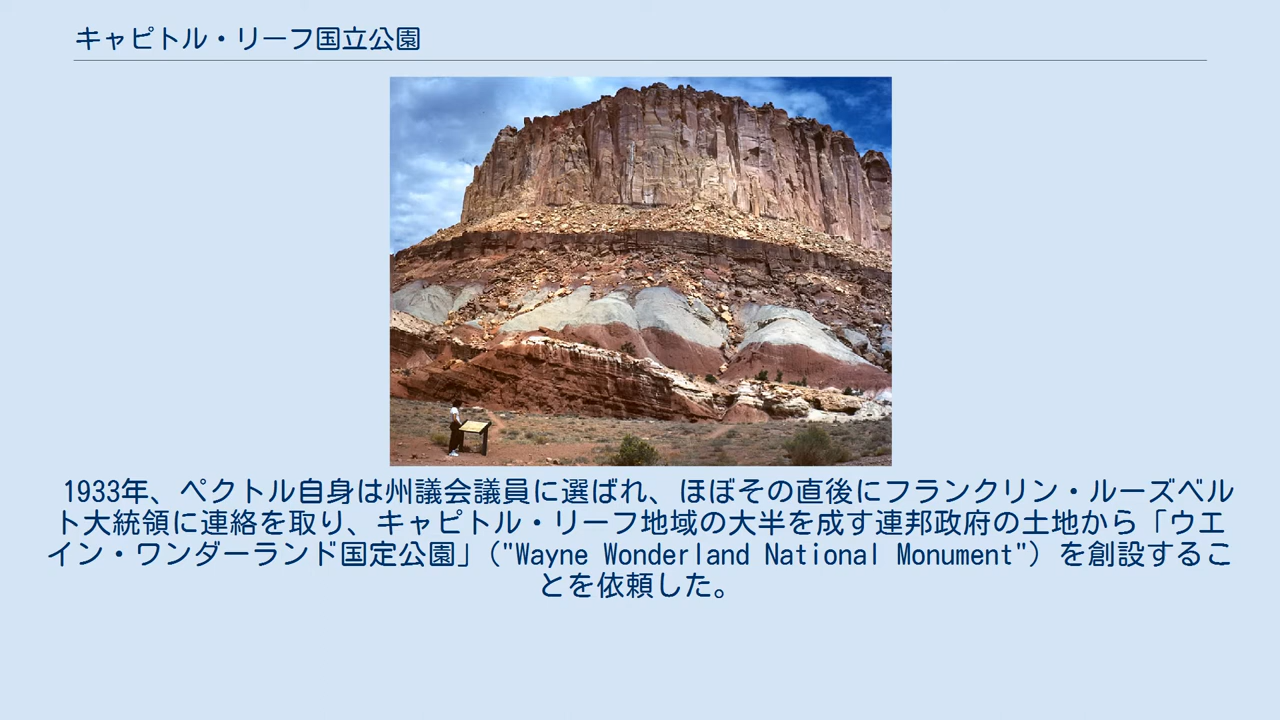 キャピトル・リーフ国立公園
1933年、ペクトル自身は州議会議員に選ばれ、ほぼその直後にフランクリン・ルーズベル
ト大統領に連絡を取り、キャピトル・リーフ地域の大半を成す連邦政府の土地から「ウエ
イン・ワンダーランド国定公園」("Wayne Wonderland National Monument"）を創設するこ
とを依頼した。